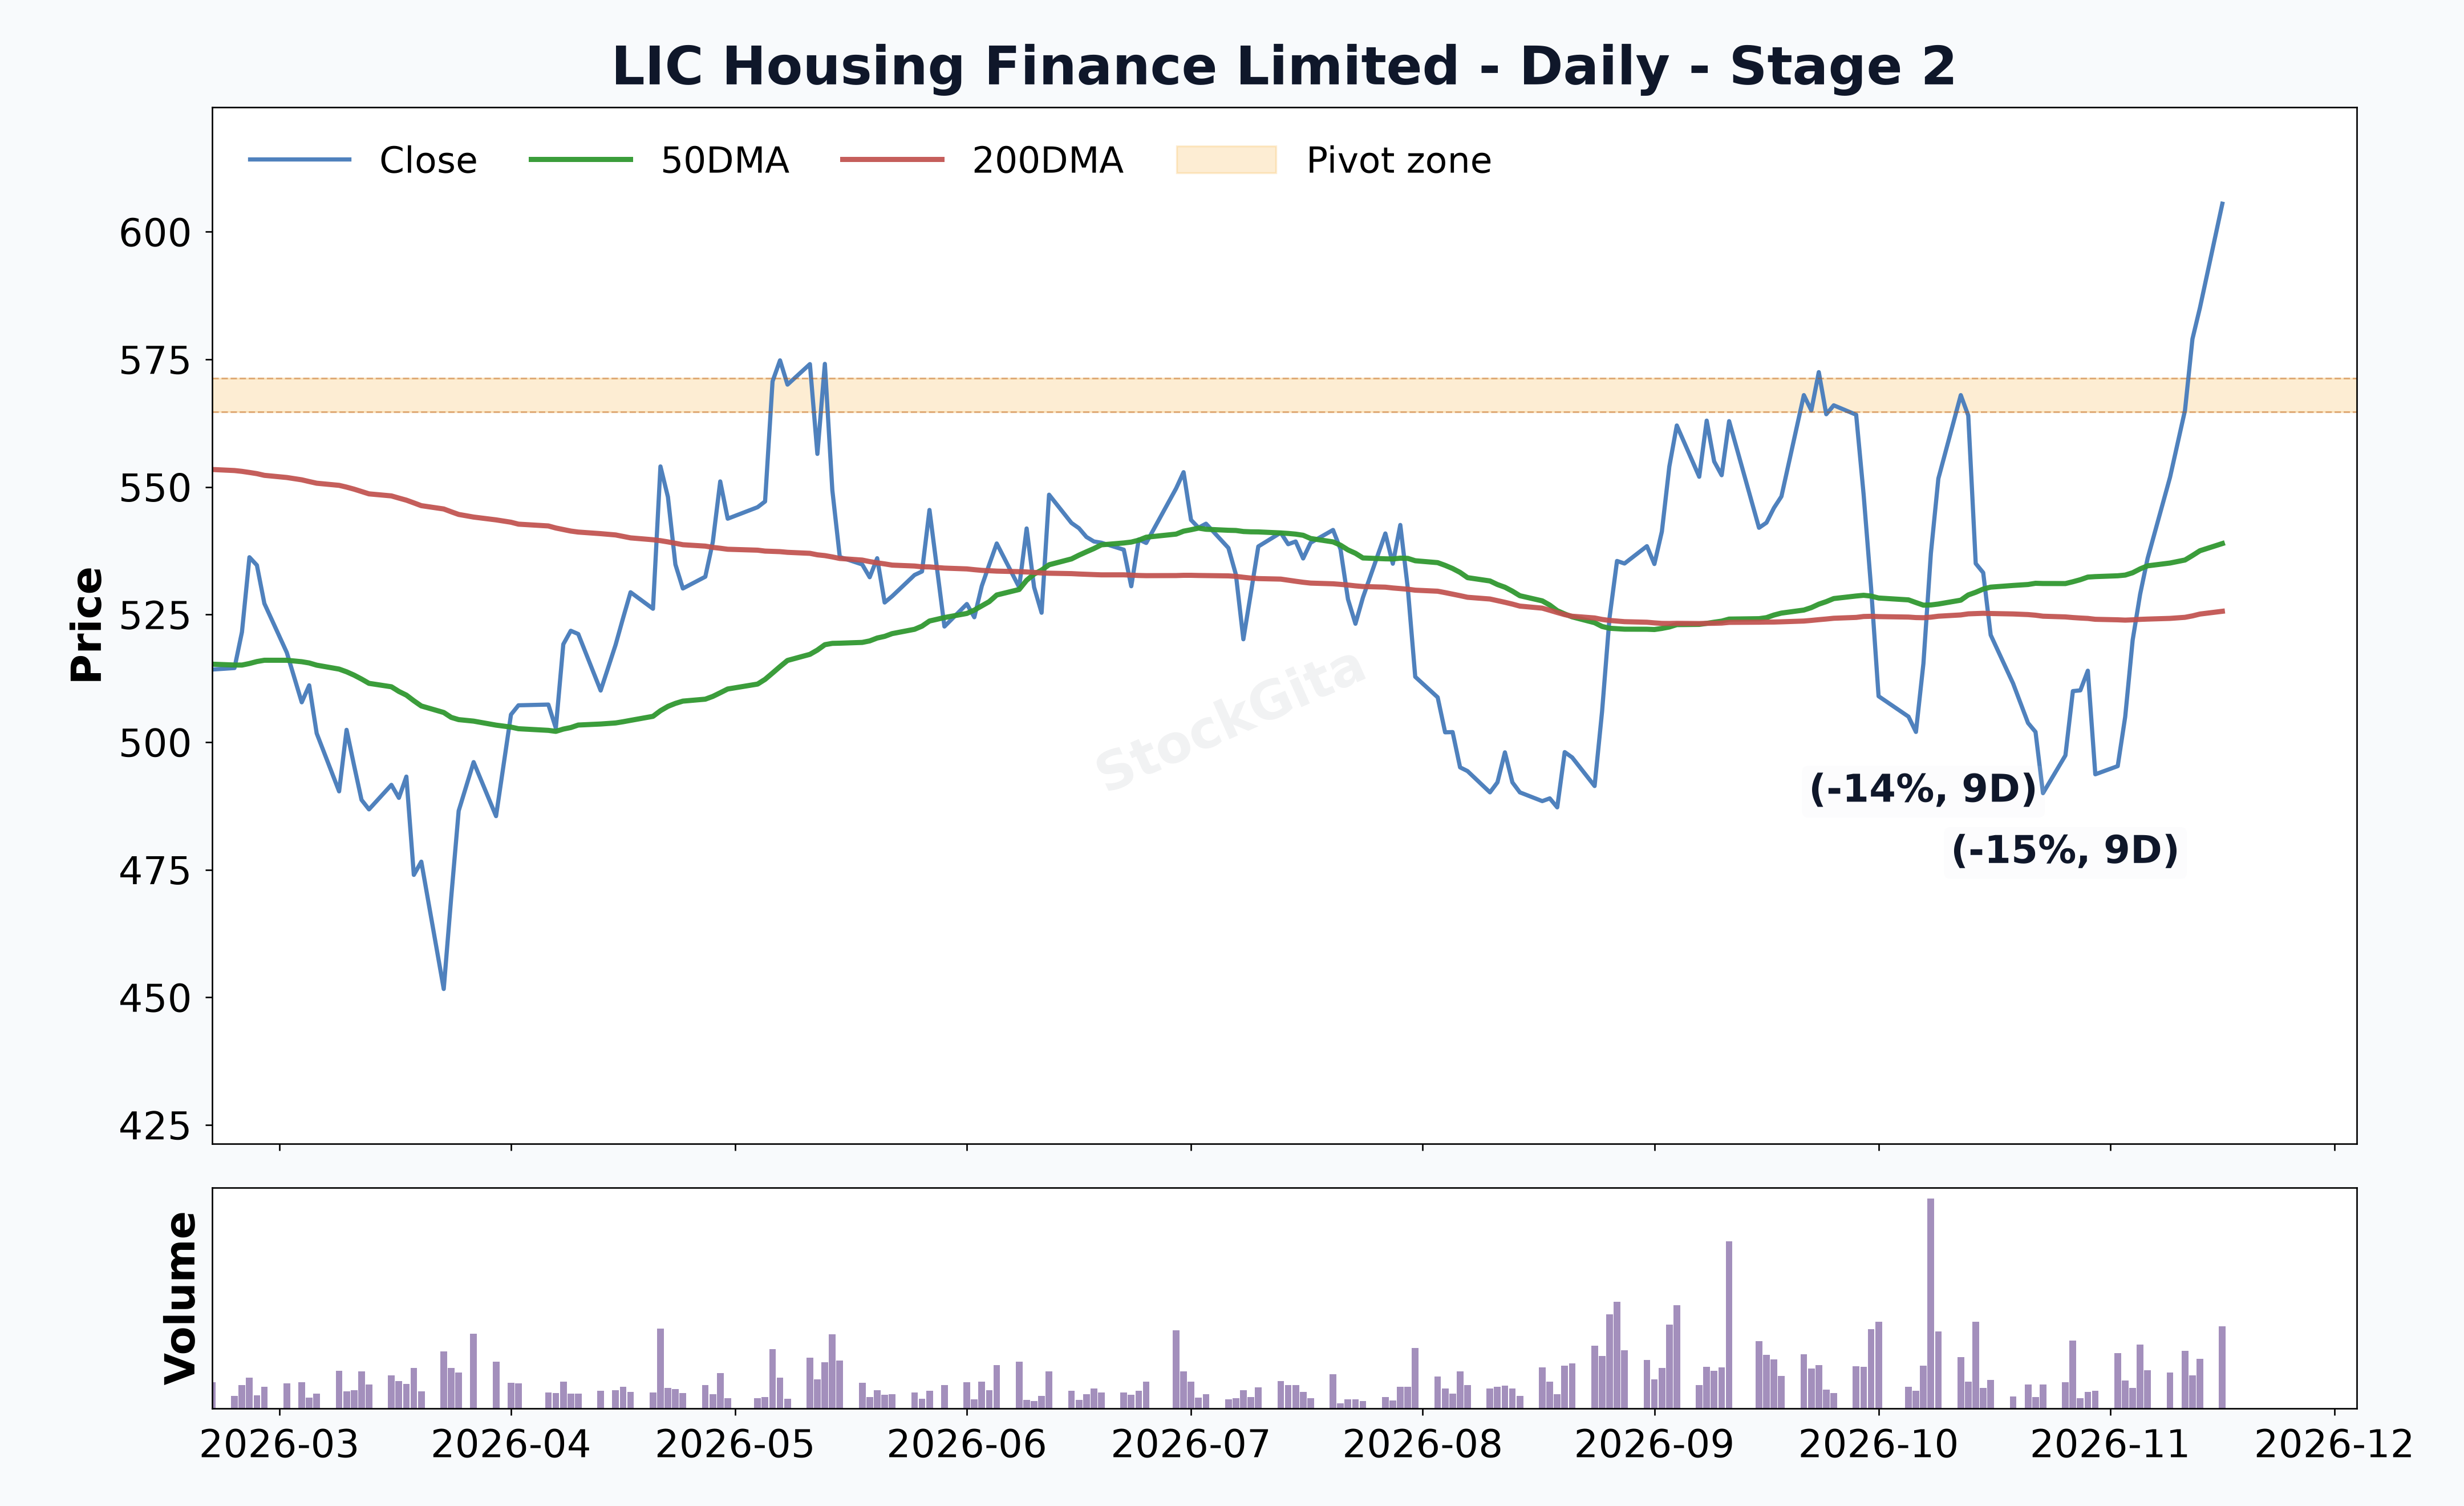 LIC Housing Finance Limited - Daily - Stage 2
Close 50DMA 200DMA Pivot zone
600
575
550
525
500
475
450
425
Price
StockGita
(-14%, 9D)
(-15%, 9D)
Volume
2026-03 2026-04 2026-05 2026-06 2026-07 2026-08 2026-09 2026-10 2026-11 2026-12